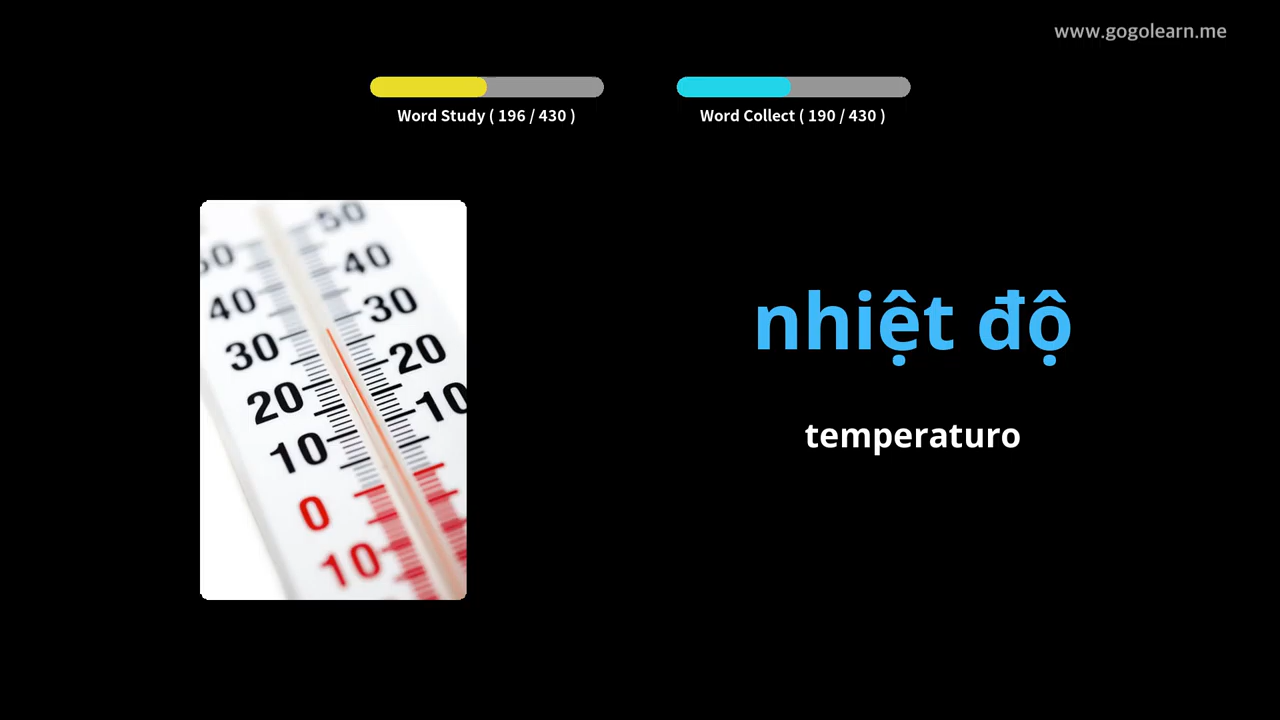 www.gogolearn.me
Word Study ( 196 / 430 )
Word Collect ( 190 / 430 )
50
40
30
20
10
40
30
20
10
0
10
nhiệt độ
temperaturo